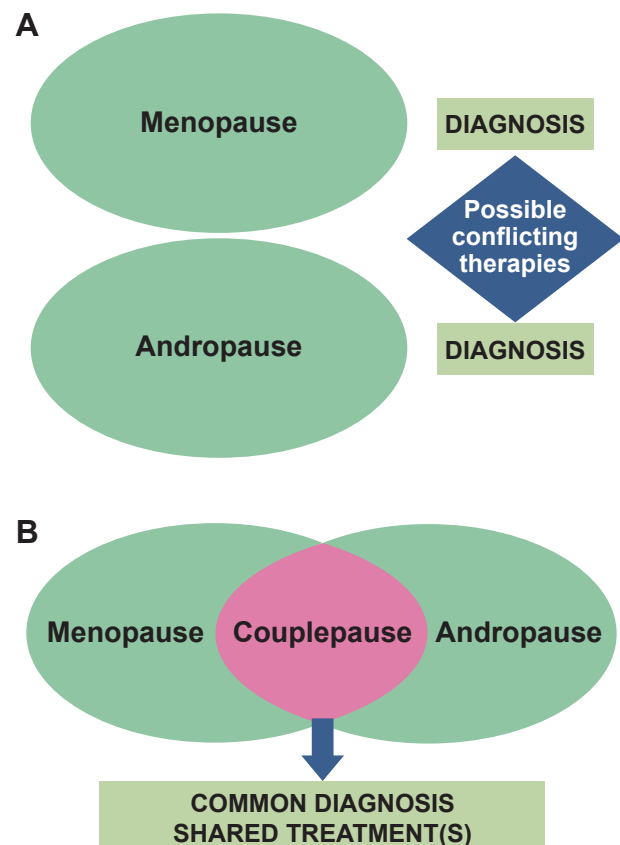 A
Menopause
DIAGNOSIS
Possible
conflicting
therapies
Andropause
DIAGNOSIS
B
Menopause
Couplepause
Andropause
COMMON DIAGNOSIS
SHARED TREATMENT(S)